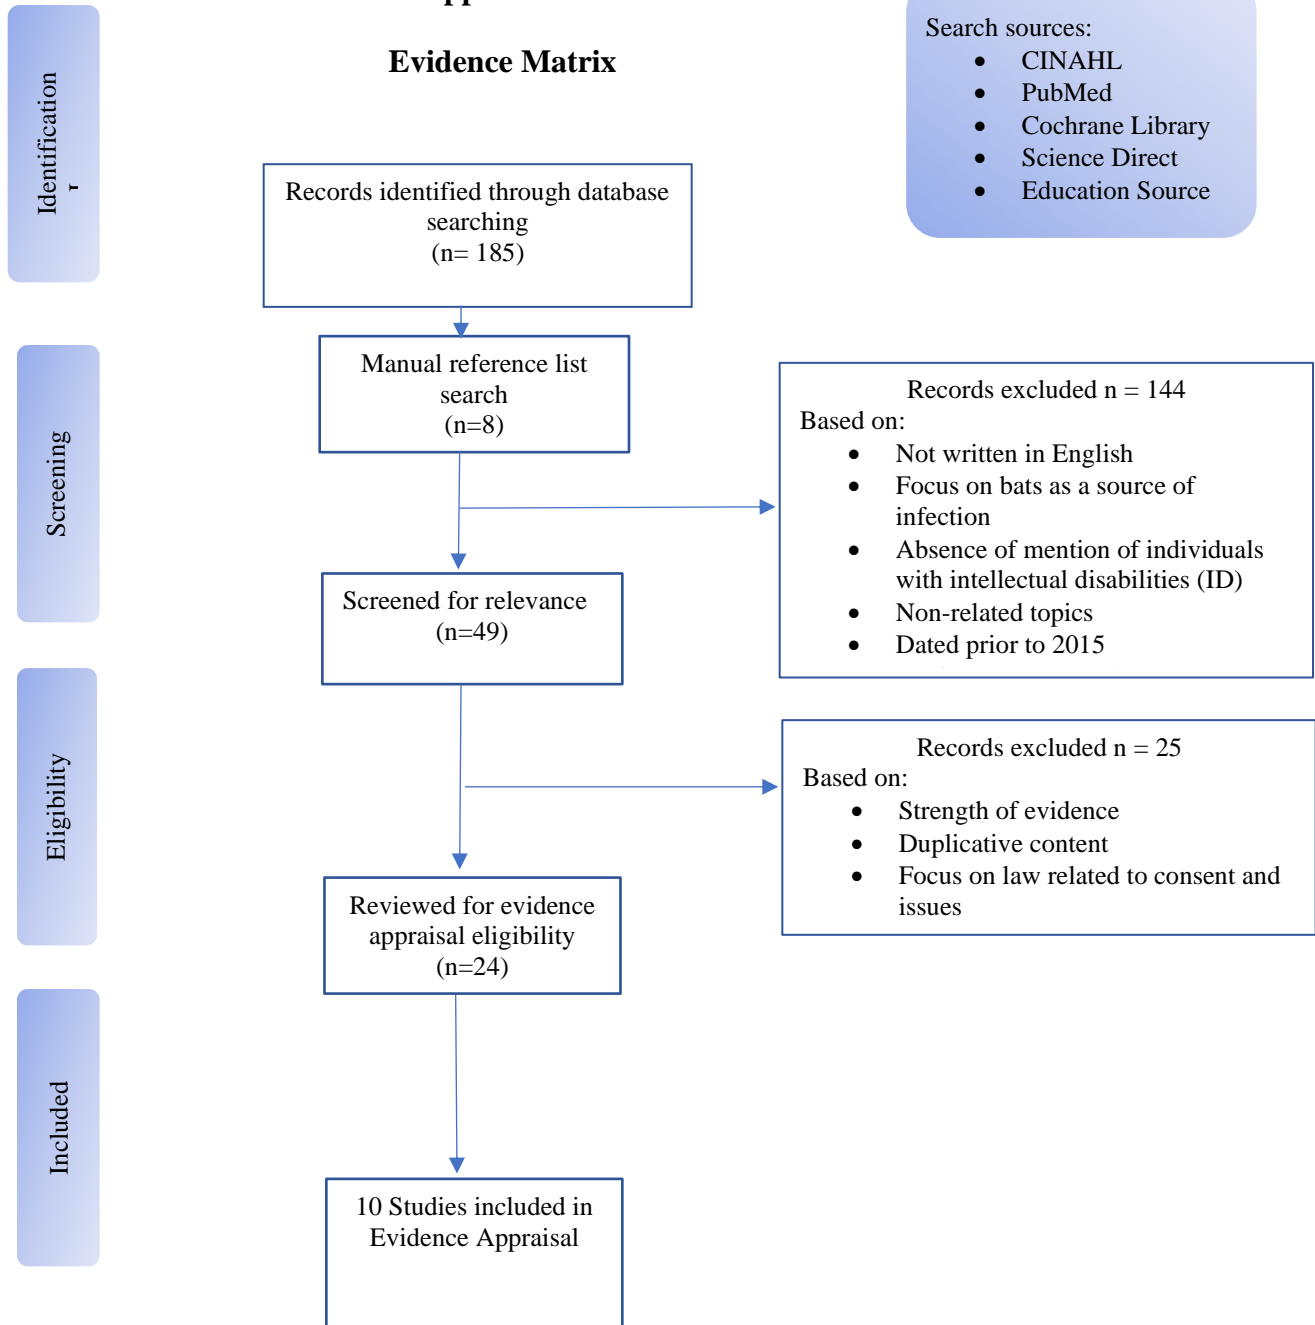 Evidence Matrix
Search sources:
• CINAHL
• PubMed
• Cochrane Library
• Science Direct
• Education Source
Identification
Records identified through database
searching
(n= 185)
Manual reference list
search
(n=8)
Screening
Records excluded n = 144
Based on:
• Not written in English
• Focus on bats as a source of
infection
• Absence of mention of individuals
with intellectual disabilities (ID)
• Non-related topics
• Dated prior to 2015
Screened for relevance
(n=49)
Eligibility
Records excluded n = 25
Based on:
• Strength of evidence
• Duplicative content
• Focus on law related to consent and
issues
Reviewed for evidence
appraisal eligibility
(n=24)
Included
10 Studies included in
Evidence Appraisal